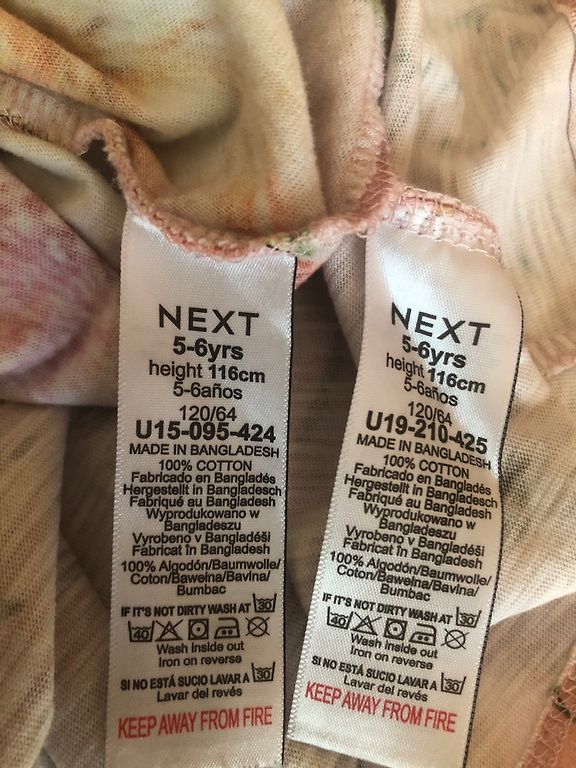 NEXT
5-6yrs
height 116cm
5-6años
120/64
U15-095-424
MADE IN BANGLADESH
100% COTTON
Fabricado en Bangladés
Hergestellt in Bangladesch
Fabriqué au Bangladesh
Wyprodukowano w
Bangladeszu
Vyrobeno v Bangladéši
Fabricat în Bangladesh
100% Algodón/Baumwolle/
Coton/Bawełna/Bavlna/
Bumbac
IF IT'S NOT DIRTY WASH AT 30
40
Wash inside out
Iron on reverse
SI NO ESTÁ SUCIO LAVAR A 30
Lavar del revés
KEEP AWAY FROM FIRE
NEXT
5-6yrs
height 116cm
5-6años
120/64
U19-210-425
MADE IN BANGLADESH
100% COTTON
Fabricado en Bangladés
Hergestellt in Bangladesch
Fabriqué au Bangladesh
Wyprodukowano w
Bangladeszu
Vyrobeno v Bangladéši
Fabricat în Bangladesh
100% Algodón/Baumwolle/
Coton/Bawełna/Bavlna/
Bumbac
IF IT'S NOT DIRTY WASH AT 30
40
Wash inside out
Iron on reverse
SI NO ESTÁ SUCIO LAVAR A 30
Lavar del revés
KEEP AWAY FROM FIRE